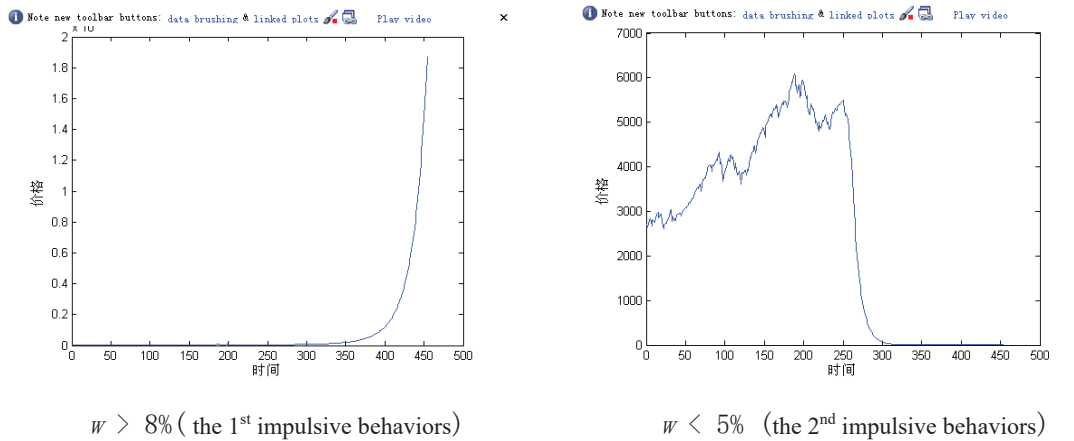 Note new toolbar buttons: data brushing & linked plots Play video ×
2
1.8
1.6
1.4
1.2
1
0.8
0.6
0.4
0.2
0
价格
0 50 100 150 200 250 300 350 400 450 500
时间
w > 8%( the 1st impulsive behaviors)
Note new toolbar buttons: data brushing & linked plots Play video
7000
6000
5000
4000
3000
2000
1000
0
价格
0 50 100 150 200 250 300 350 400 450 500
时间
w < 5% (the 2nd impulsive behaviors)